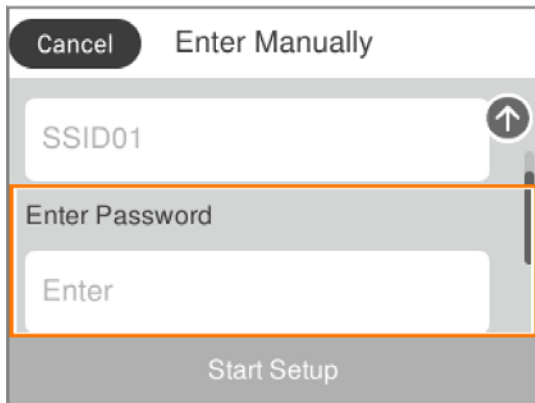 Cancel Enter Manually
SSID01
Enter Password
Enter
Start Setup